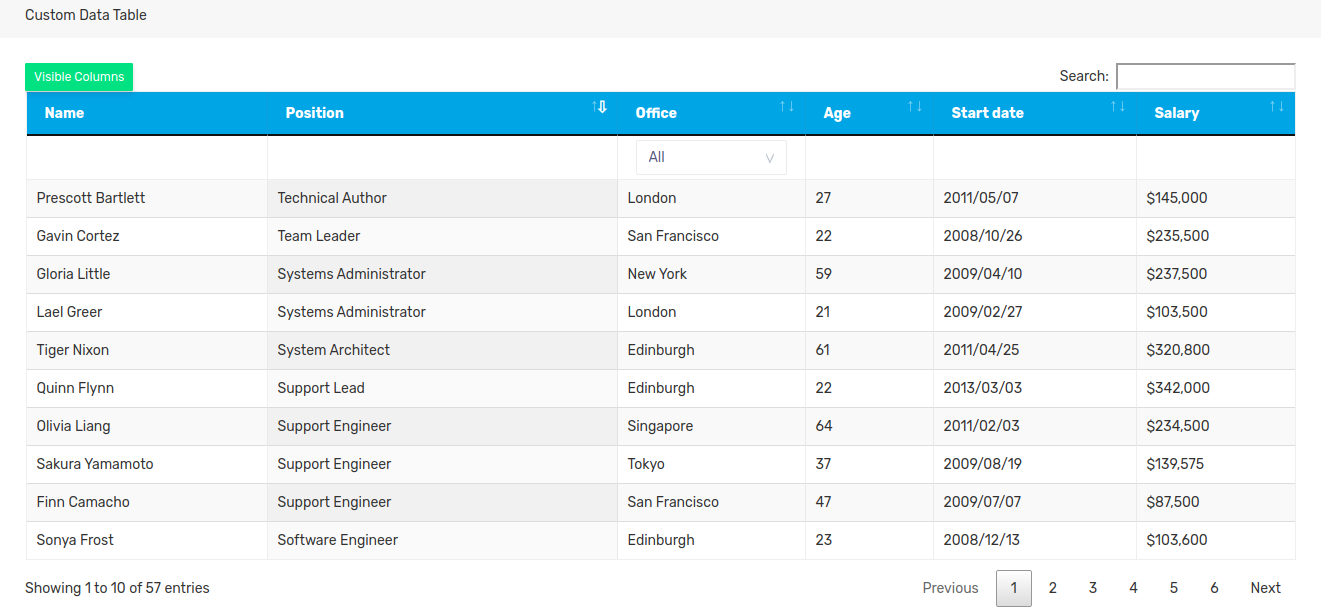 Custom Data Table
Visible Columns
Search:
Name Position Office Age Start date Salary
All
Prescott Bartlett Technical Author London 27 2011/05/07 $145,000
Gavin Cortez Team Leader San Francisco 22 2008/10/26 $235,500
Gloria Little Systems Administrator New York 59 2009/04/10 $237,500
Lael Greer Systems Administrator London 21 2009/02/27 $103,500
Tiger Nixon System Architect Edinburgh 61 2011/04/25 $320,800
Quinn Flynn Support Lead Edinburgh 22 2013/03/03 $342,000
Olivia Liang Support Engineer Singapore 64 2011/02/03 $234,500
Sakura Yamamoto Support Engineer Tokyo 37 2009/08/19 $139,575
Finn Camacho Support Engineer San Francisco 47 2009/07/07 $87,500
Sonya Frost Software Engineer Edinburgh 23 2008/12/13 $103,600
Showing 1 to 10 of 57 entries
Previous 1 2 3 4 5 6 Next